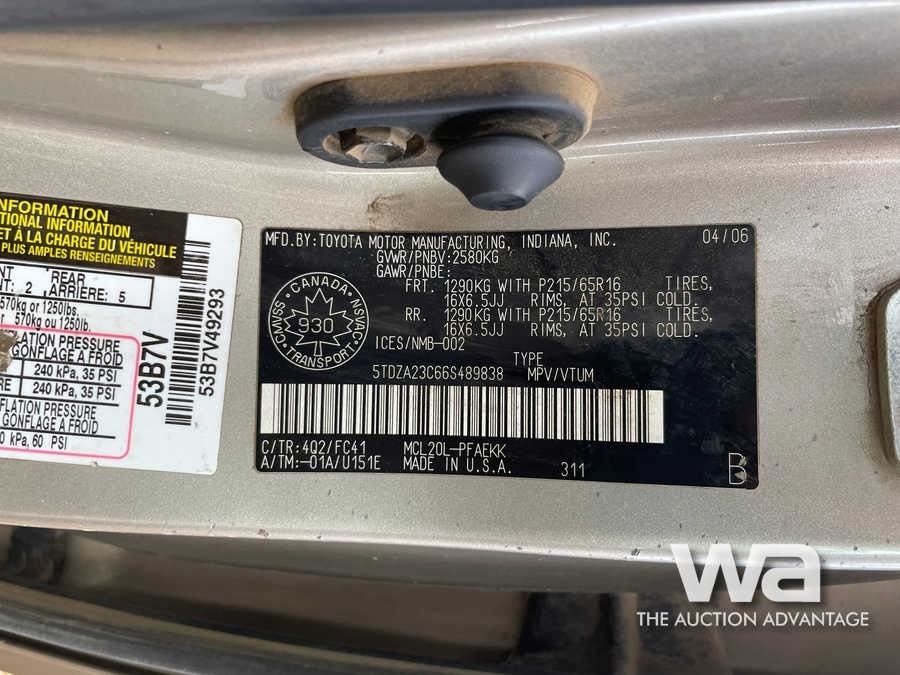 NFORMATION
TIONAL INFORMATION
ET À LA CHARGE DU VÉHICULE
PLUS AMPLES RENSEIGNEMENTS
NT 2 REAR ARRIÈRE: 5
570kg or 1250lbs.
570kg ou 1250lb.
LATION PRESSURE
GONFLAGE A FROID
240 kPa, 35 PSI
240 kPa, 35 PSI
FLATION PRESSURE
GONFLAGE A FROID
0 kPa, 60 PSI
53B7V
53B7V49293
MFD.BY:TOYOTA MOTOR MANUFACTURING, INDIANA, INC. 04/06
GVWR/PNBV:2580KG
GAWR/PNBE:
FRT. 1290KG WITH P215/65R16 TIRES,
16X6.5JJ RIMS, AT 35PSI COLD.
RR. 1290KG WITH P215/65R16 TIRES,
16X6.5JJ RIMS, AT 35PSI COLD.
ICES/NMB-002
CANADA
CMVSS 930 NSVAC
TRANSPORT
TYPE
5TDZA23C66S489838 MPV/VTUM
C/TR:4Q2/FC41 MCL20L-PFAEKK
A/TM:-01A/U151E MADE IN U.S.A. 311 B
wa
THE AUCTION ADVANTAGE